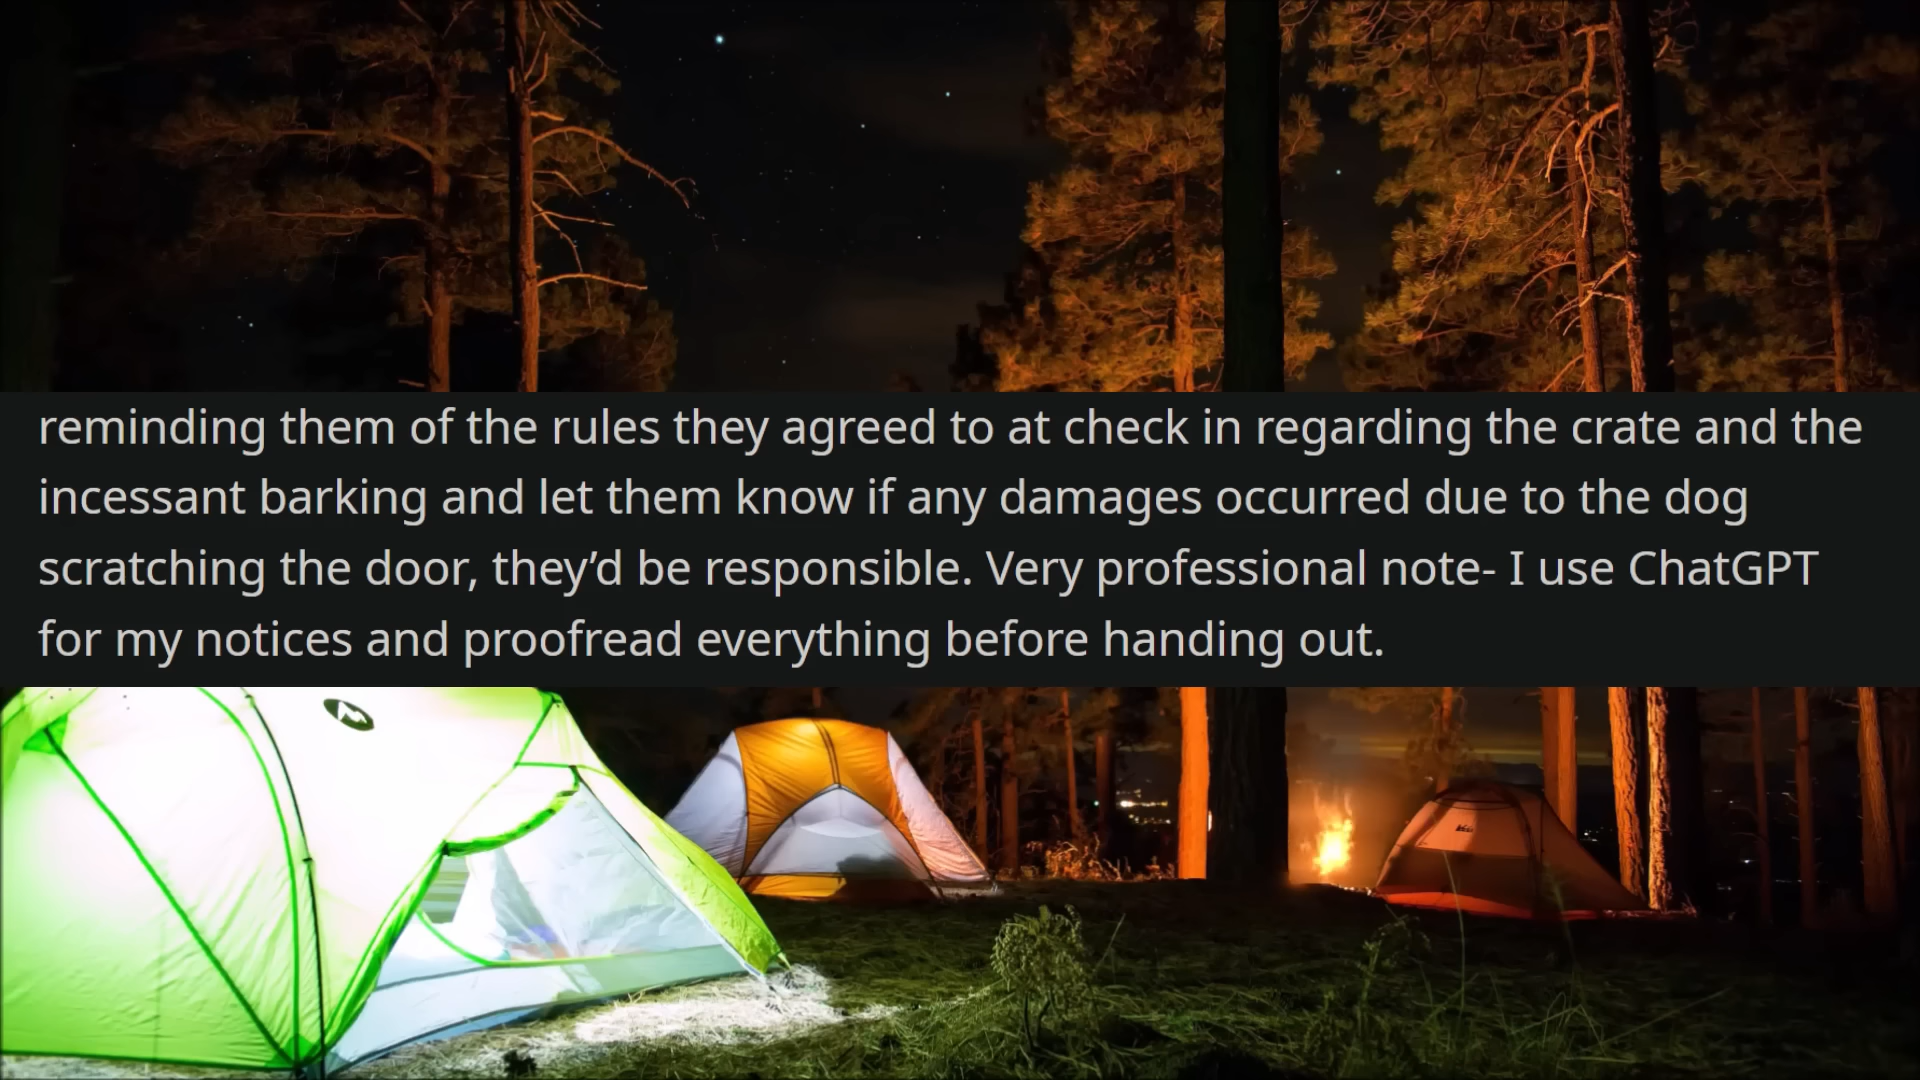 reminding them of the rules they agreed to at check in regarding the crate and the
incessant barking and let them know if any damages occurred due to the dog
scratching the door, they’d be responsible. Very professional note- I use ChatGPT
for my notices and proofread everything before handing out.